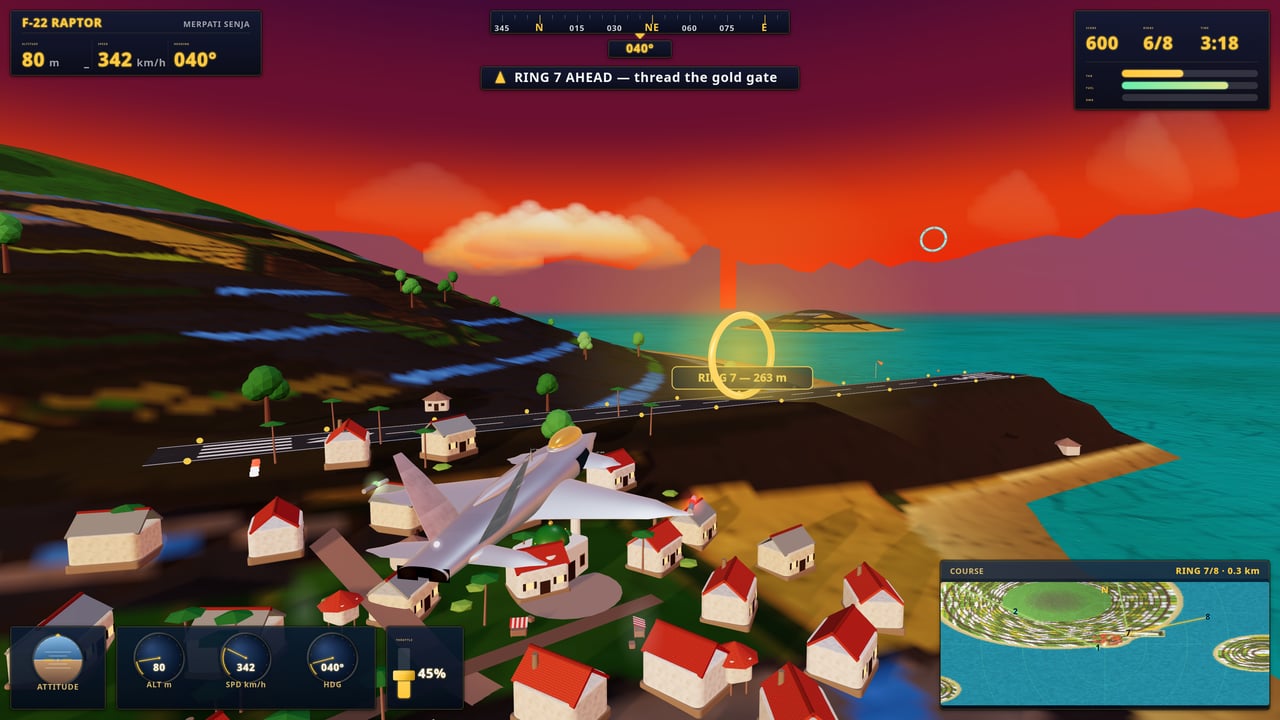 F-22 RAPTOR
MERPATI SENJA
80 m
342 km/h
040°
345 N 015 030 NE 060 075 E
040°
RING 7 AHEAD — thread the gold gate
600 6/8 3:18
RING 7 — 263 m
ATTITUDE
80
ALT m
342
SPD km/h
040°
HDG
THROTTLE
45%
COURSE
RING 7/8 · 0.3 km
N
2
8
7
1